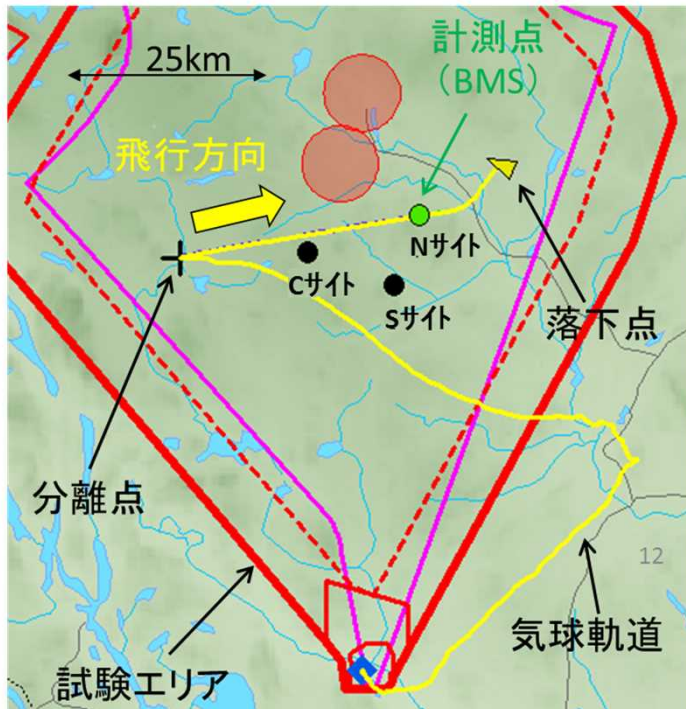 25km
計測点
（BMS）
飛行方向
Nサイト
Cサイト
Sサイト
落下点
分離点
12
気球軌道
試験エリア